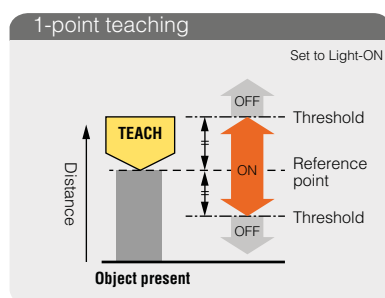 1-point teaching
Set to Light-ON
OFF
Threshold
TEACH
Distance
ON
Reference
point
Threshold
OFF
Object present